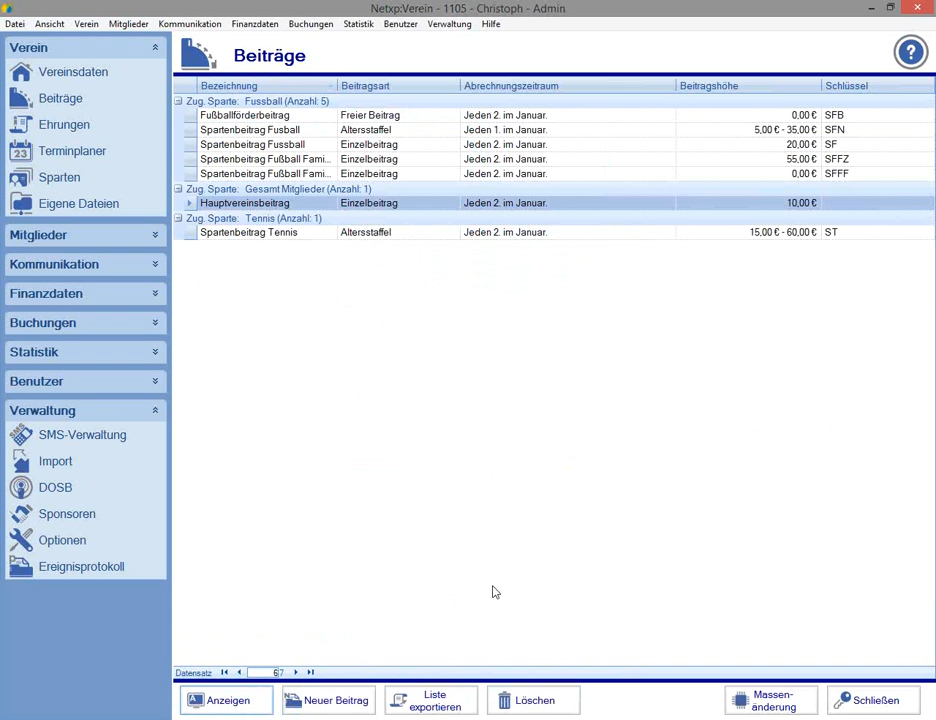 Netxp:Verein - 1105 - Christoph - Admin
Datei Ansicht Verein Mitglieder Kommunikation Finanzdaten Buchungen Statistik Benutzer Verwaltung Hilfe
Verein
Vereinsdaten
Beiträge
Ehrungen
23 Terminplaner
Sparten
Eigene Dateien
Mitglieder
Kommunikation
Finanzdaten
Buchungen
Statistik
Benutzer
Verwaltung
SMS-Verwaltung
Import
DOSB
Sponsoren
Optionen
Ereignisprotokoll
Beiträge
?
Bezeichnung Beitragsart Abrechnungszeitraum Beitragshöhe Schlüssel
Zug. Sparte: Fussball (Anzahl: 5)
Fußballförderbeitrag Freier Beitrag Jeden 2. im Januar. 0,00 € SFB
Spartenbeitrag Fusball Altersstaffel Jeden 1. im Januar. 5,00 € - 35,00 € SFN
Spartenbeitrag Fussball Einzelbeitrag Jeden 2. im Januar. 20,00 € SF
Spartenbeitrag Fußball Fami... Einzelbeitrag Jeden 2. im Januar. 55,00 € SFFZ
Spartenbeitrag Fußball Fami... Einzelbeitrag Jeden 2. im Januar. 0,00 € SFFF
Zug. Sparte: Gesamt Mitglieder (Anzahl: 1)
Hauptvereinsbeitrag Einzelbeitrag Jeden 2. im Januar. 10,00 €
Zug. Sparte: Tennis (Anzahl: 1)
Spartenbeitrag Tennis Altersstaffel Jeden 2. im Januar. 15,00 € - 60,00 € ST
Datensatz 6/7
Anzeigen
Neuer Beitrag
Liste
exportieren
Löschen
Massen-
änderung
Schließen